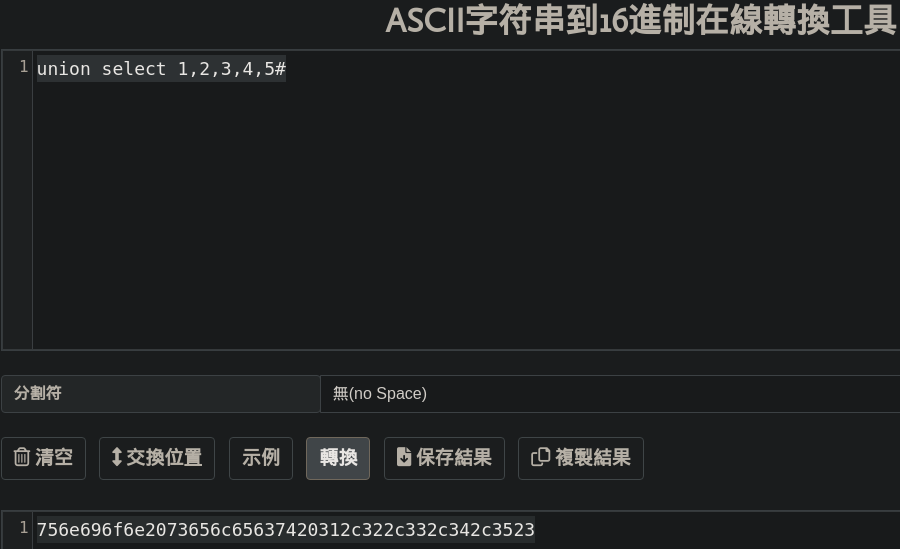 ASCII字符串到16進制在線轉換工具
1 union select 1,2,3,4,5#
分割符 無(no Space)
清空 交換位置 示例 轉換 保存結果 複製結果
1 756e696f6e2073656c65637420312c322c332c342c3523